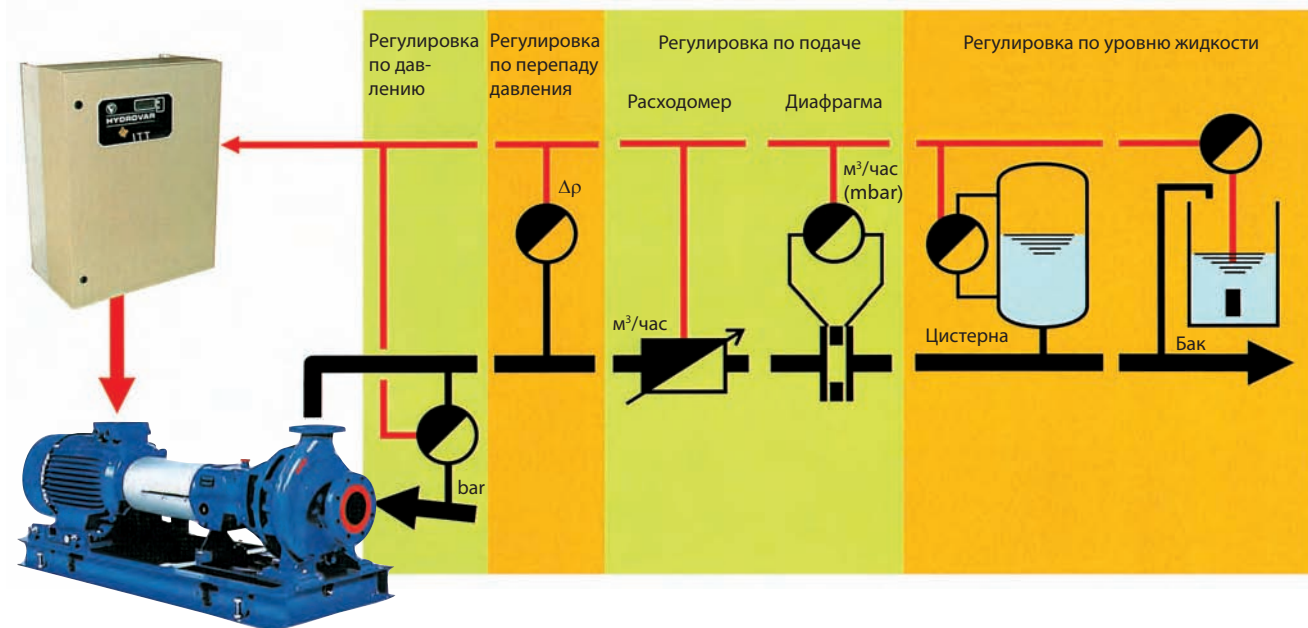 Регулировка
по дав-
лению
Регулировка
по перепаду
давления
Регулировка по подаче
Расходомер
Диафрагма
Регулировка по уровню жидкости
HYDROVAR
ITT
Δρ
м³/час
(mbar)
м³/час
Цистерна
Бак
bar